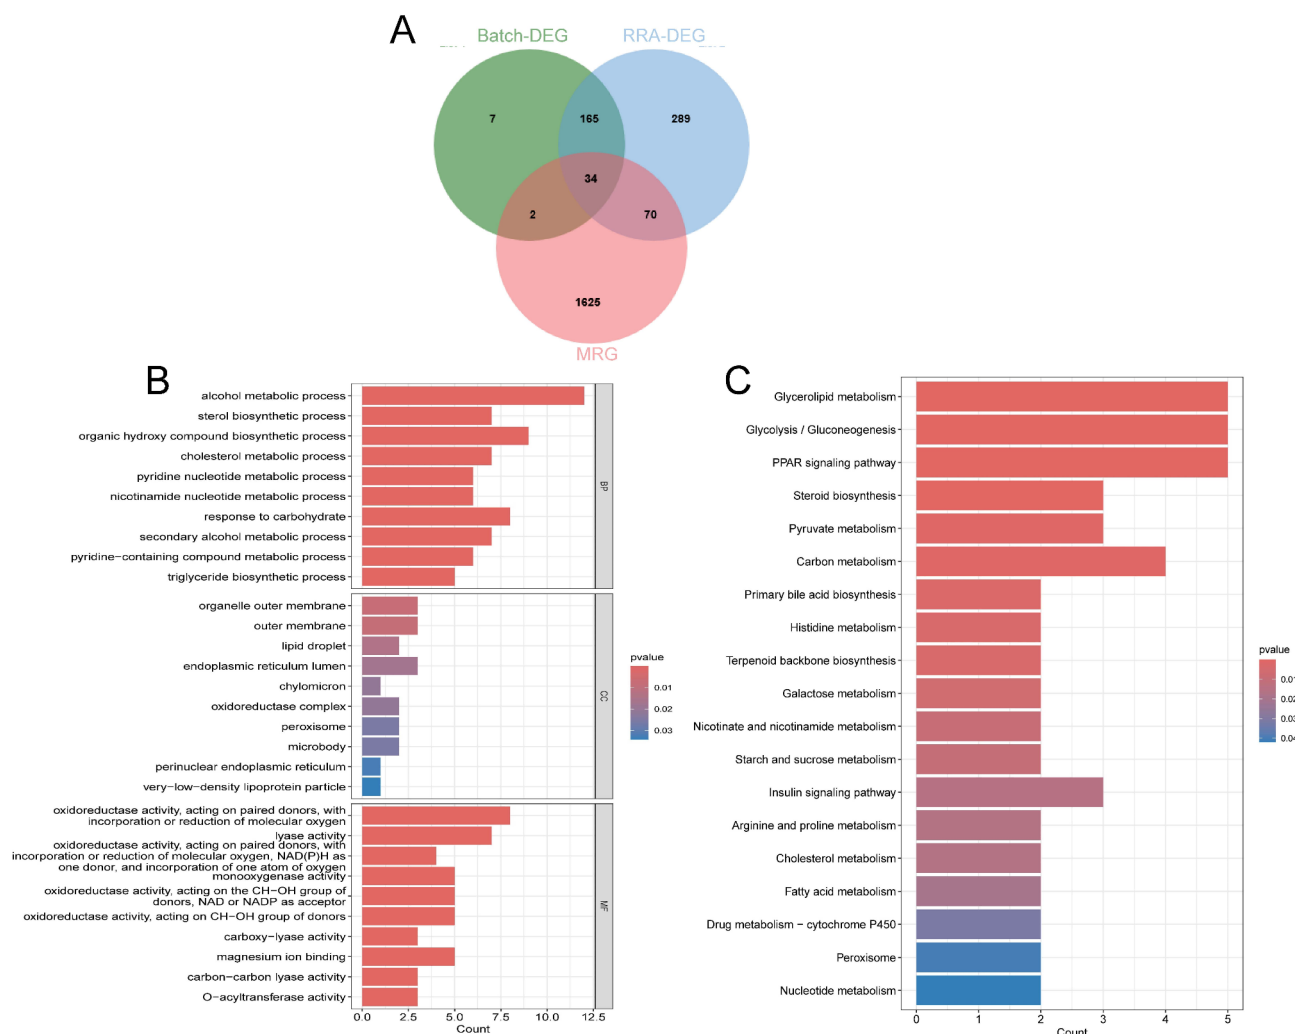 A
Batch-DEG
RRA-DEG
7
165
289
34
2
70
1625
MRG
B
alcohol metabolic process
sterol biosynthetic process
organic hydroxy compound biosynthetic process
cholesterol metabolic process
pyridine nucleotide metabolic process
nicotinamide nucleotide metabolic process
response to carbohydrate
secondary alcohol metabolic process
pyridine−containing compound metabolic process
triglyceride biosynthetic process
BP
organelle outer membrane
outer membrane
lipid droplet
endoplasmic reticulum lumen
chylomicron
oxidoreductase complex
peroxisome
microbody
perinuclear endoplasmic reticulum
very−low−density lipoprotein particle
CC
oxidoreductase activity, acting on paired donors, with
incorporation or reduction of molecular oxygen
lyase activity
oxidoreductase activity, acting on paired donors, with
incorporation or reduction of molecular oxygen, NAD(P)H as
one donor, and incorporation of one atom of oxygen
monooxygenase activity
oxidoreductase activity, acting on the CH−OH group of
donors, NAD or NADP as acceptor
oxidoreductase activity, acting on CH−OH group of donors
carboxy−lyase activity
magnesium ion binding
carbon−carbon lyase activity
O−acyltransferase activity
MF
0.0 2.5 5.0 7.5 10.0 12.5
Count
pvalue
0.01
0.02
0.03
C
Glycerolipid metabolism
Glycolysis / Gluconeogenesis
PPAR signaling pathway
Steroid biosynthesis
Pyruvate metabolism
Carbon metabolism
Primary bile acid biosynthesis
Histidine metabolism
Terpenoid backbone biosynthesis
Galactose metabolism
Nicotinate and nicotinamide metabolism
Starch and sucrose metabolism
Insulin signaling pathway
Arginine and proline metabolism
Cholesterol metabolism
Fatty acid metabolism
Drug metabolism − cytochrome P450
Peroxisome
Nucleotide metabolism
0 1 2 3 4 5
Count
pvalue
0.01
0.02
0.03
0.04